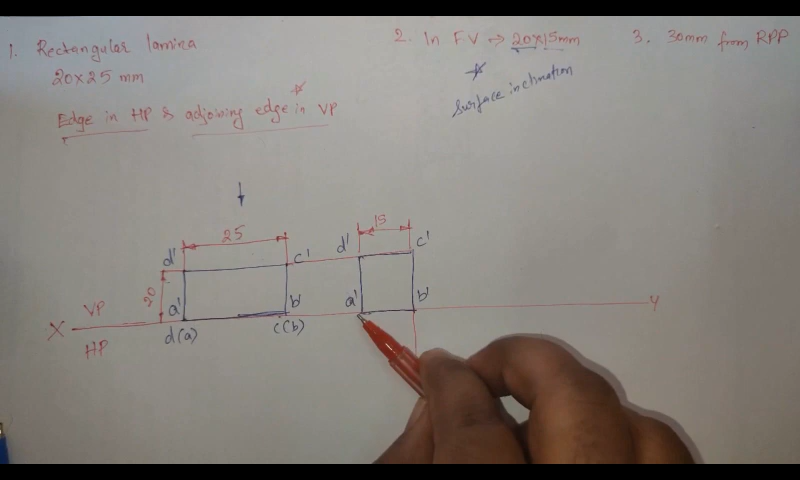 1. Rectangular lamina
20x25 mm
Edge in HP & adjoining edge in VP
2. In FV → 20x15mm
Surface inclination
3. 30mm from RPP
25
15
d'
c'
d'
c'
20
a'
b'
a'
b'
X
VP
HP
Y
d(a)
c(b)